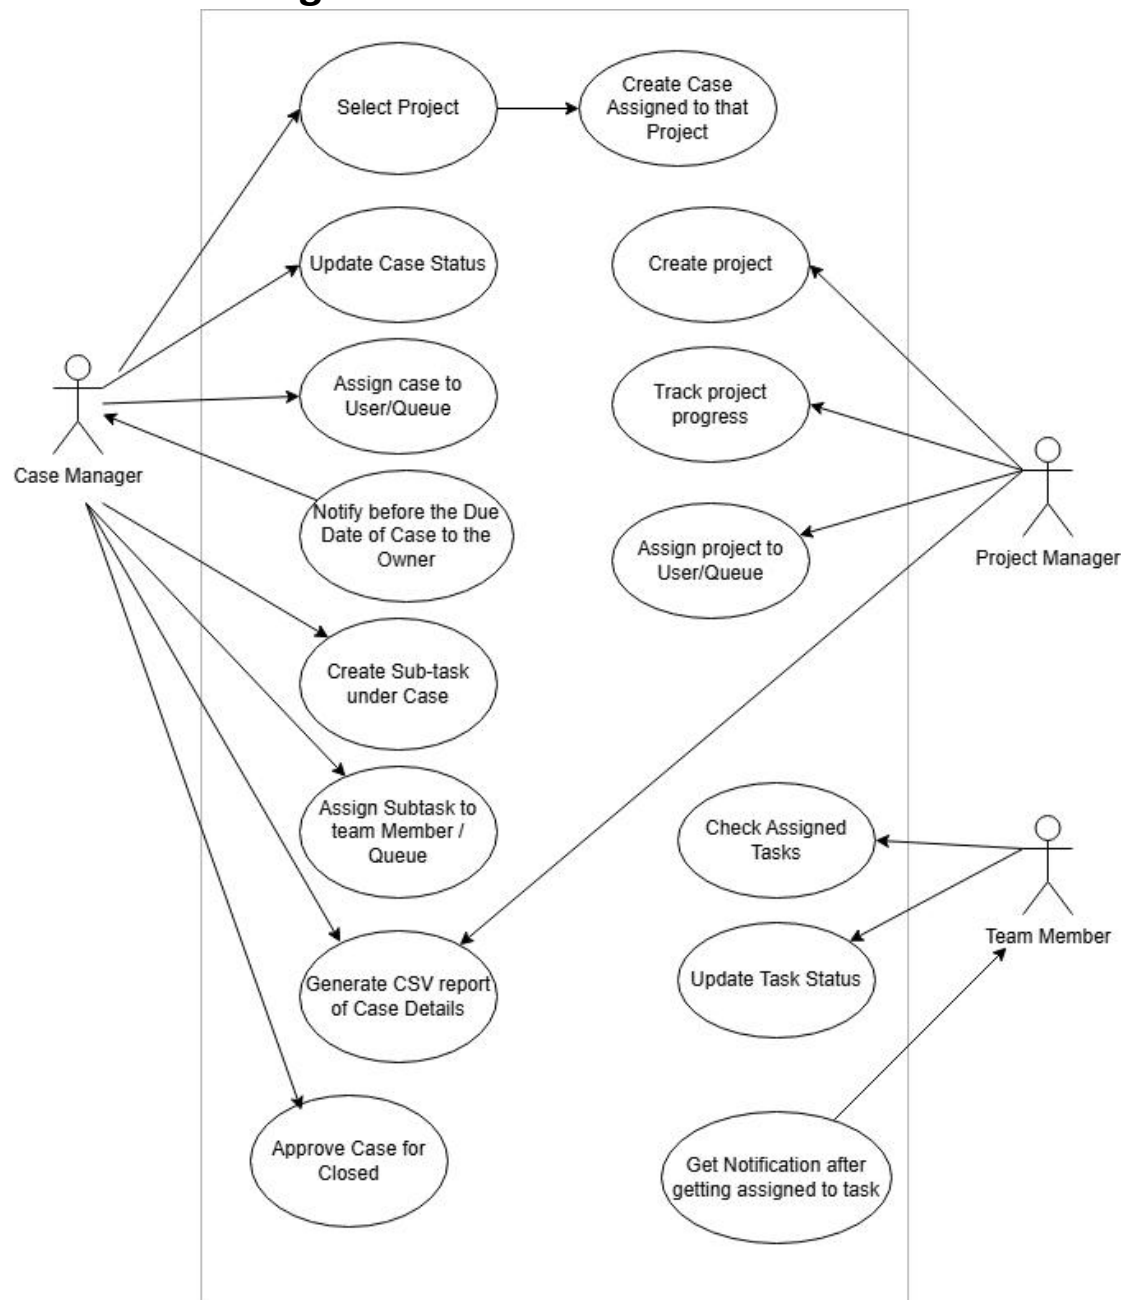 Select Project
Create Case
Assigned to that
Project
Update Case Status
Create project
Assign case to
User/Queue
Track project
progress
Case Manager
Notify before the Due
Date of Case to the
Owner
Assign project to
User/Queue
Project Manager
Create Sub-task
under Case
Assign Subtask to
team Member /
Queue
Check Assigned
Tasks
Team Member
Generate CSV report
of Case Details
Update Task Status
Approve Case for
Closed
Get Notification after
getting assigned to task